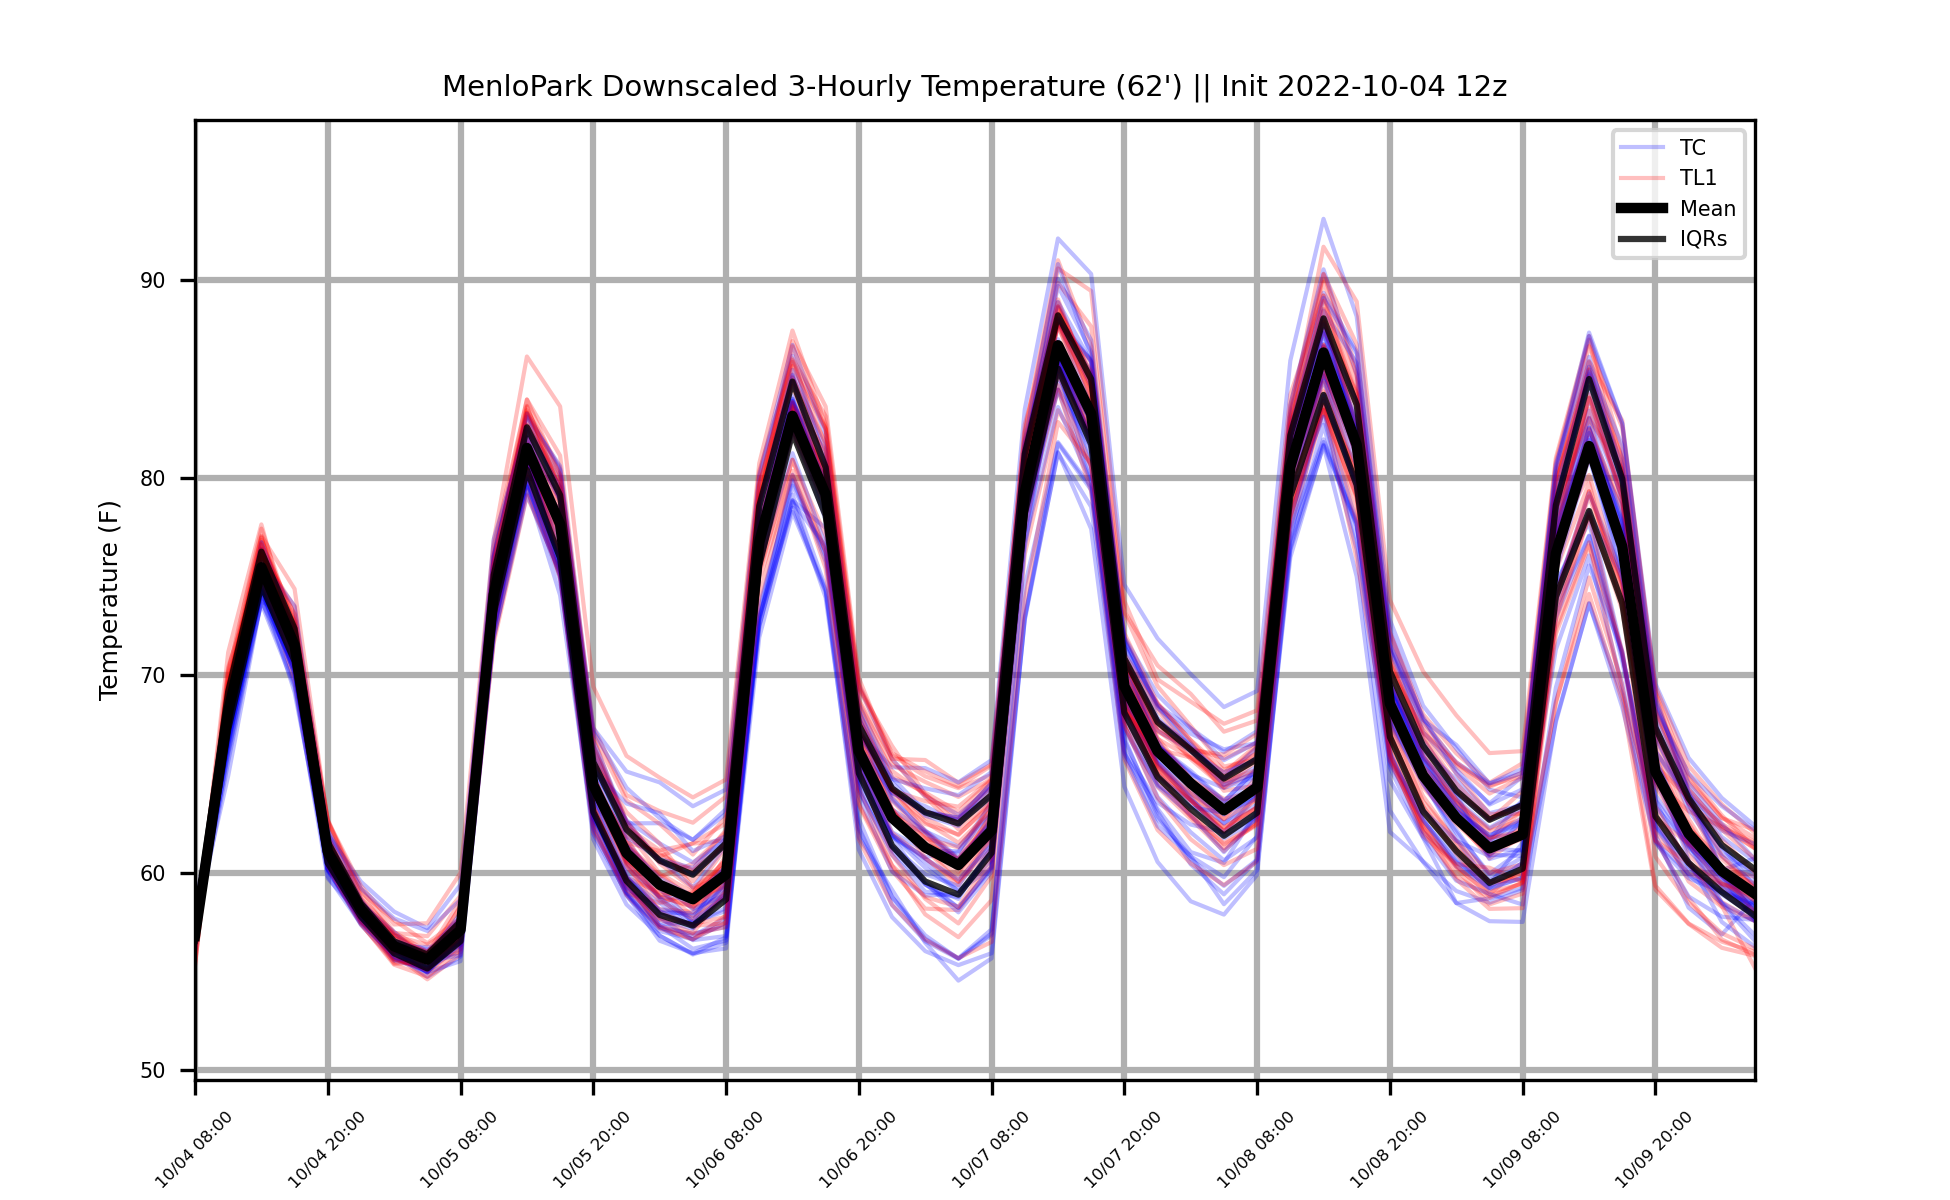 MenloPark Downscaled 3-Hourly Temperature (62') || Init 2022-10-04 12z
TC
TL1
Mean
IQRs
Temperature (F)
90
80
70
60
50
10/04 08:00
10/04 20:00
10/05 08:00
10/05 20:00
10/06 08:00
10/06 20:00
10/07 08:00
10/07 20:00
10/08 08:00
10/08 20:00
10/09 08:00
10/09 20:00